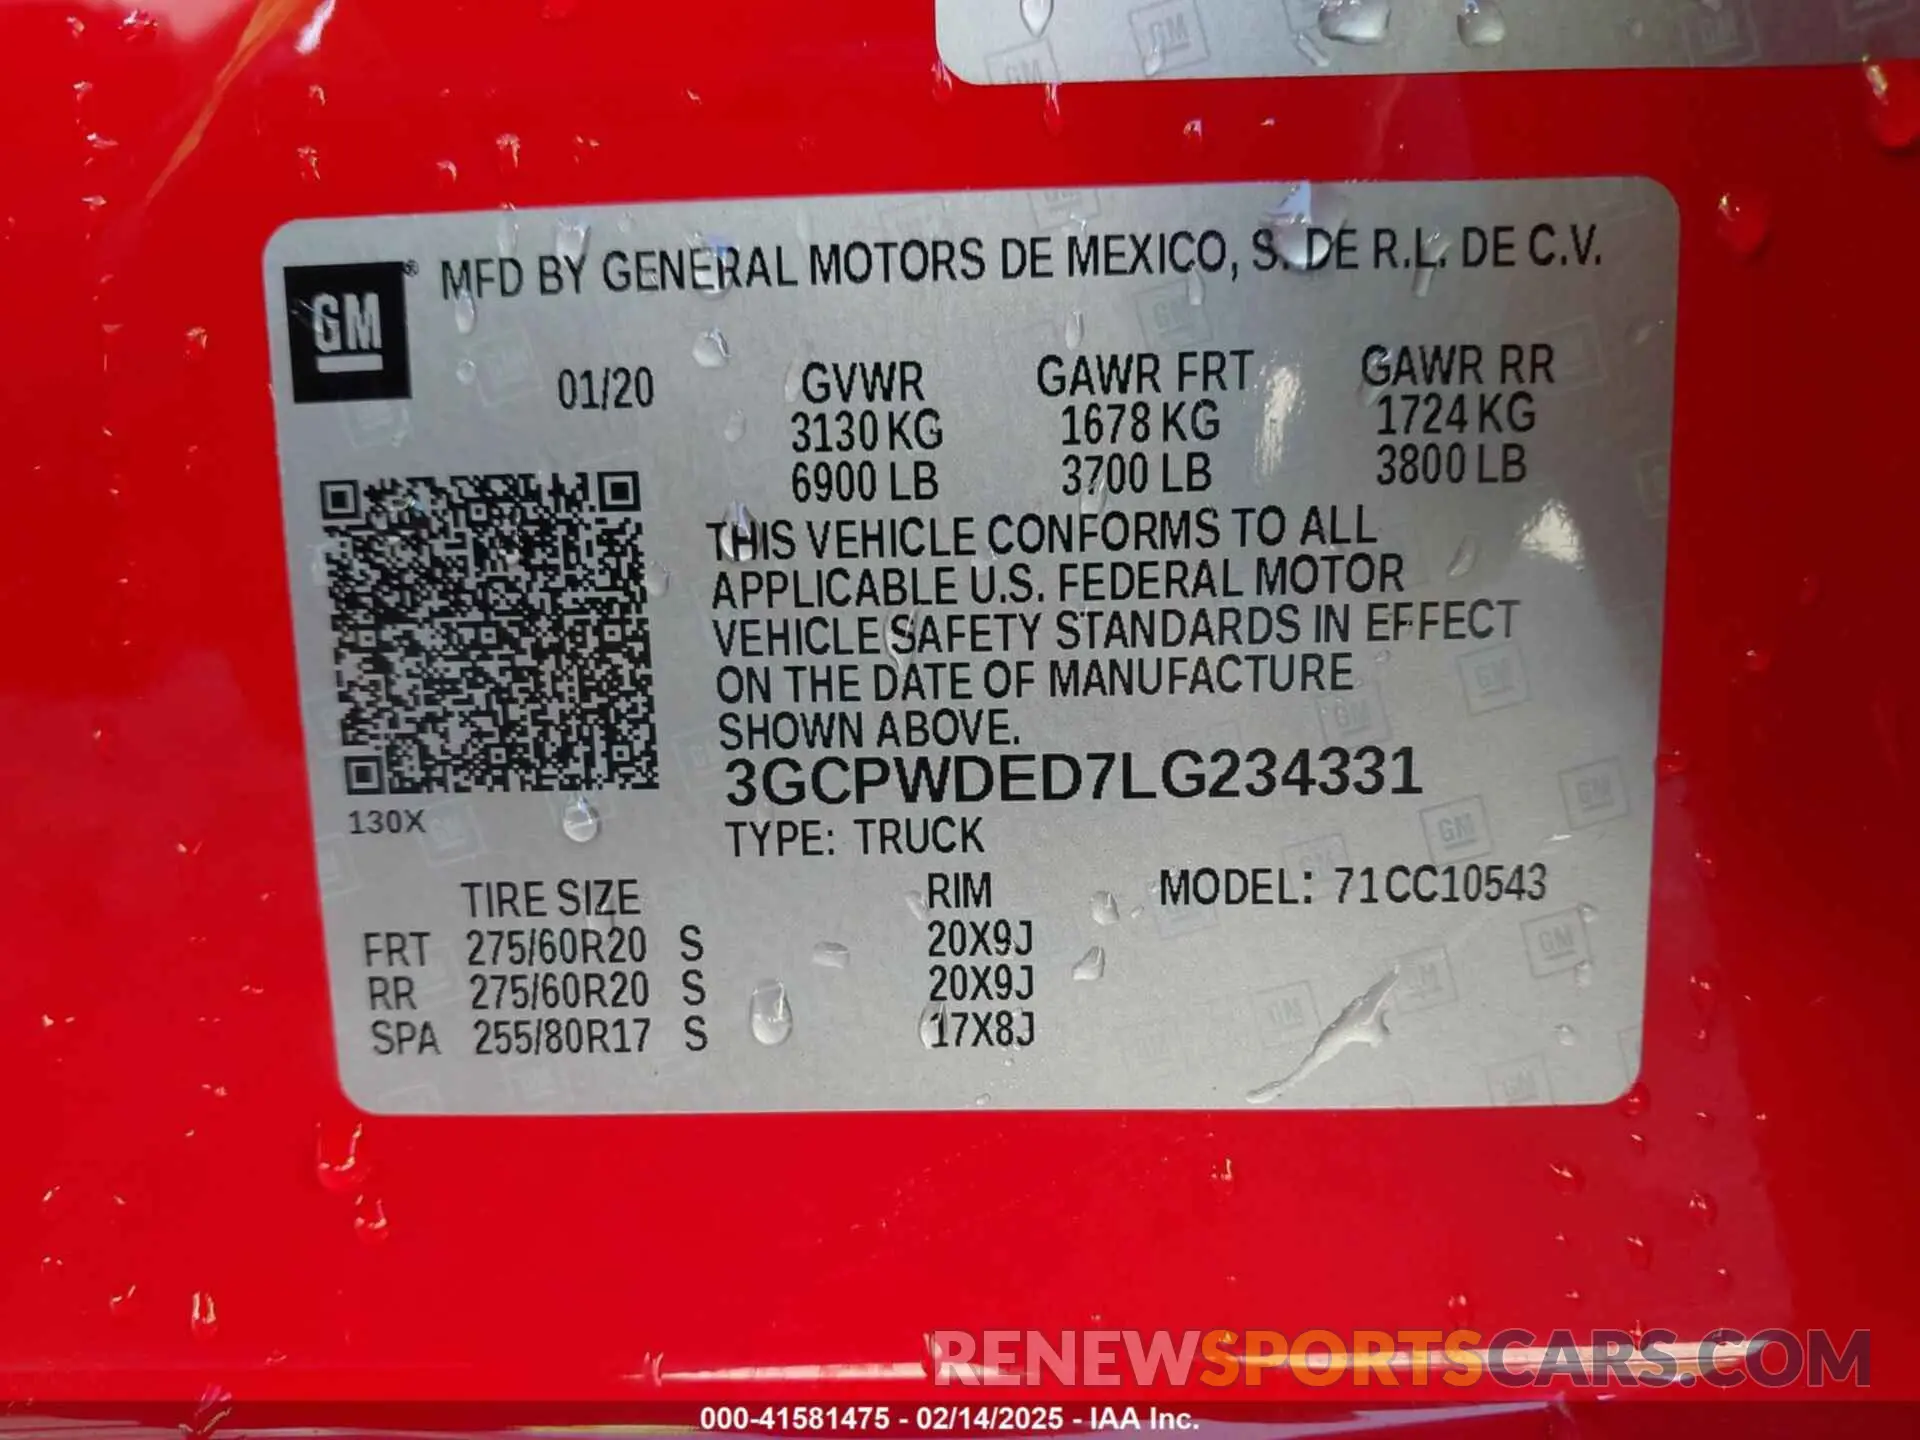 GM® MFD BY GENERAL MOTORS DE MEXICO, S. DE R.L. DE C.V.
01/20 GVWR GAWR FRT GAWR RR
3130 KG 1678 KG 1724 KG
6900 LB 3700 LB 3800 LB
THIS VEHICLE CONFORMS TO ALL
APPLICABLE U.S. FEDERAL MOTOR
VEHICLE SAFETY STANDARDS IN EFFECT
ON THE DATE OF MANUFACTURE
SHOWN ABOVE.
3GCPWDED7LG234331
130X
TYPE: TRUCK
TIRE SIZE RIM MODEL: 71CC10543
FRT 275/60R20 S 20X9J
RR 275/60R20 S 20X9J
SPA 255/80R17 S 17X8J
RENEWSPORTSCARS.COM
000-41581475 - 02/14/2025 - IAA Inc.